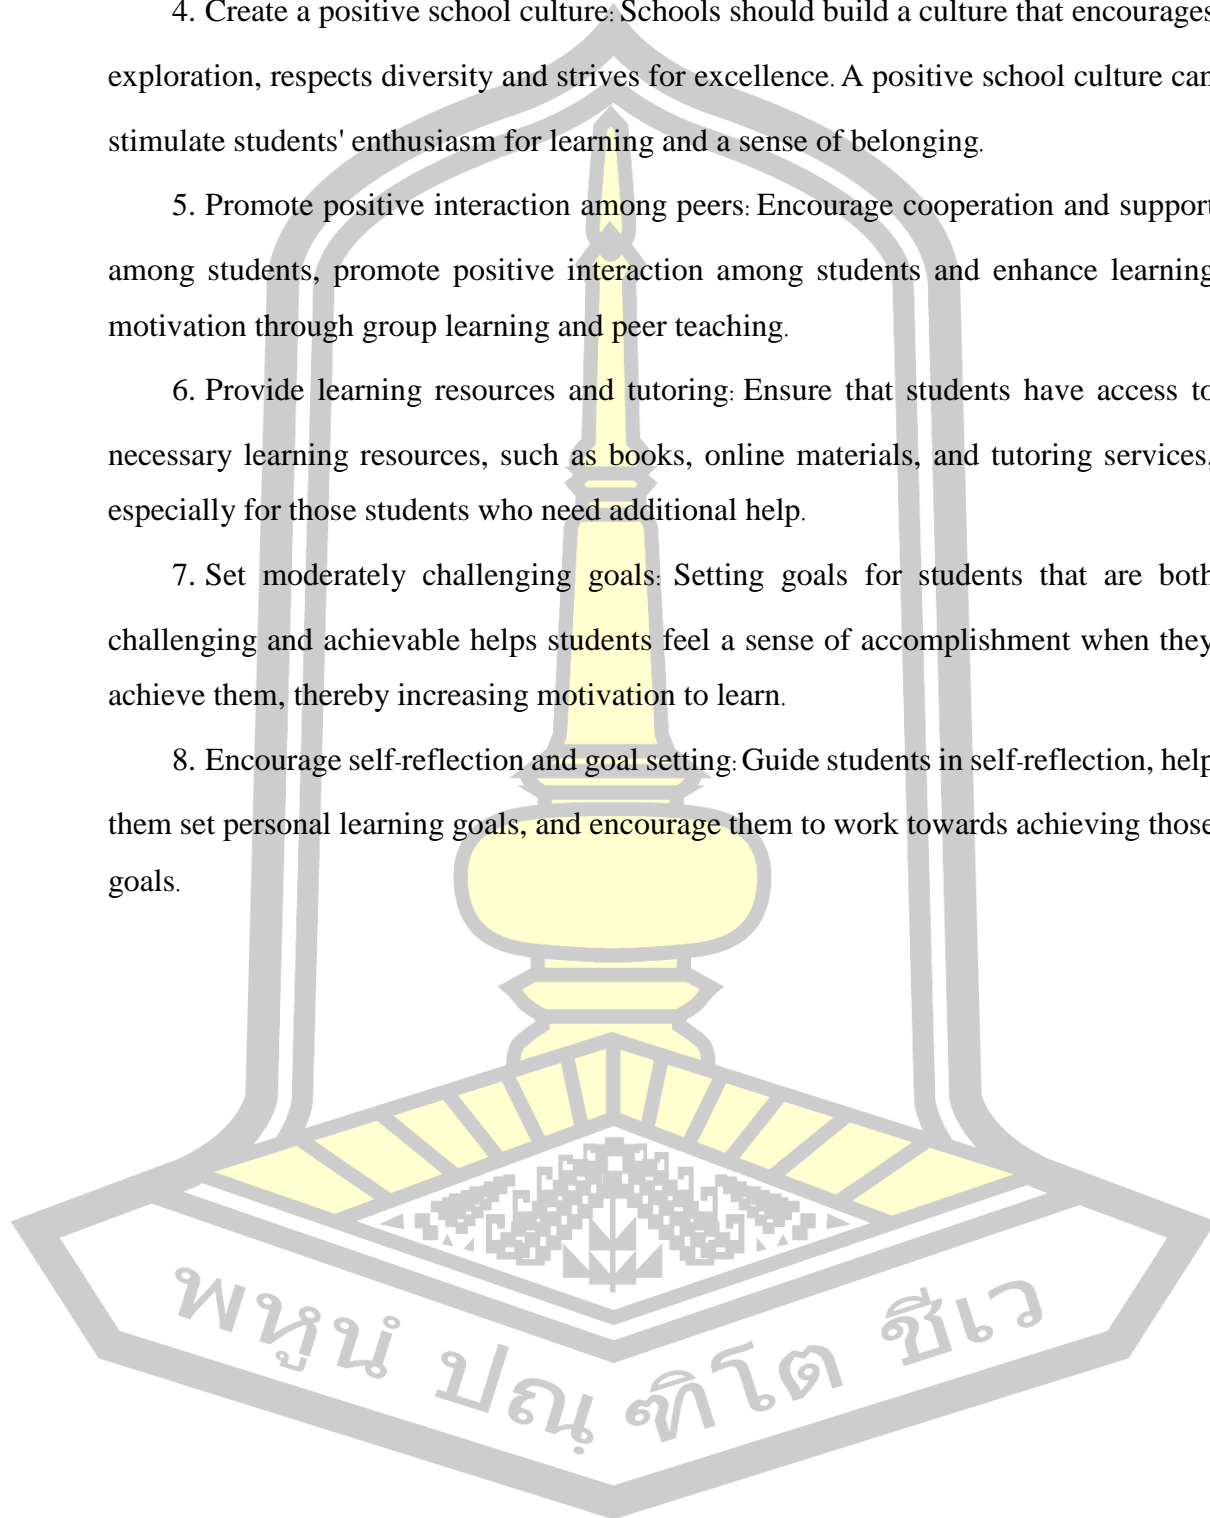 4. Create a positive school culture: Schools should build a culture that encourages
exploration, respects diversity and strives for excellence. A positive school culture can
stimulate students' enthusiasm for learning and a sense of belonging.
5. Promote positive interaction among peers: Encourage cooperation and support
among students, promote positive interaction among students and enhance learning
motivation through group learning and peer teaching.
6. Provide learning resources and tutoring: Ensure that students have access to
necessary learning resources, such as books, online materials, and tutoring services,
especially for those students who need additional help.
7. Set moderately challenging goals: Setting goals for students that are both
challenging and achievable helps students feel a sense of accomplishment when they
achieve them, thereby increasing motivation to learn.
8. Encourage self-reflection and goal setting: Guide students in self-reflection, help
them set personal learning goals, and encourage them to work towards achieving those
goals.
พหูนํ ปณฺฑิโต ชีเว